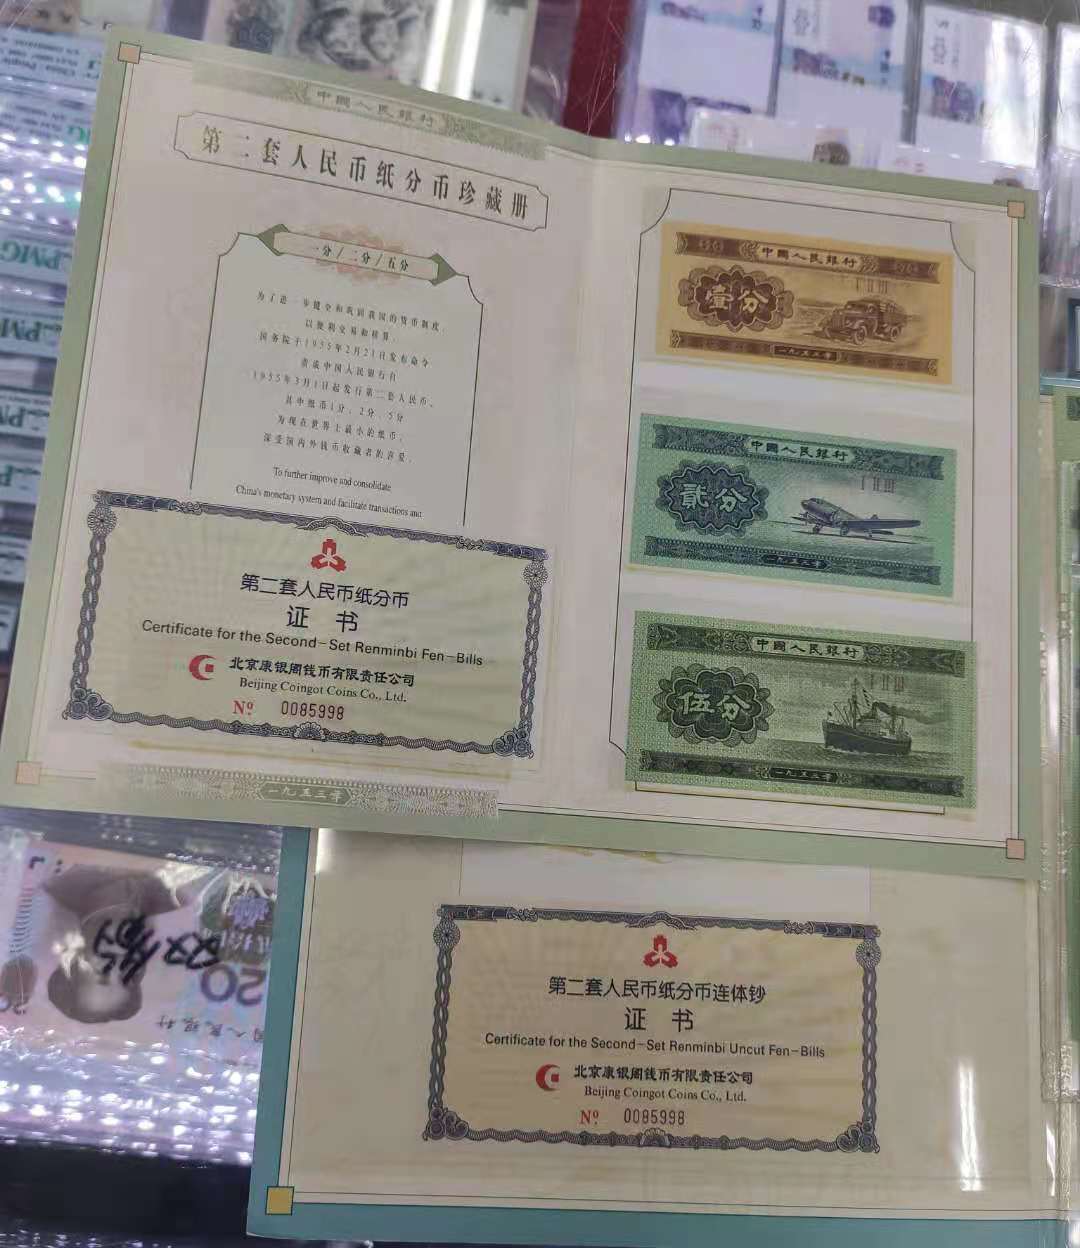 中國人民銀行
第二套人民币纸分币珍藏册
一分/二分/五分
为了进一步健全和巩固我国的货币制度,
以便利交易和核算,
国务院于1955年2月21日发布命令
责成中国人民银行自
1955年3月1日起发行第二套人民币。
其中纸币1分、2分、5分
为现在世界上最小的纸币,
深受国内外钱币收藏者的喜爱。
To further improve and consolidate
China's monetary system and facilitate transactions and
第二套人民币纸分币
证书
Certificate for the Second-Set Renminbi Fen-Bills
北京康银阁钱币有限责任公司
Beijing Coingot Coins Co., Ltd.
Nº 0085998
一九五三年
中國人民銀行
壹分
一九五三年
中國人民銀行
貳分
一九五三年
中國人民銀行
伍分
一九五三年
第二套人民币纸分币连体钞
证书
Certificate for the Second-Set Renminbi Uncut Fen-Bills
北京康银阁钱币有限责任公司
Beijing Coingot Coins Co., Ltd.
Nº 0085998
PMG
PMG
20